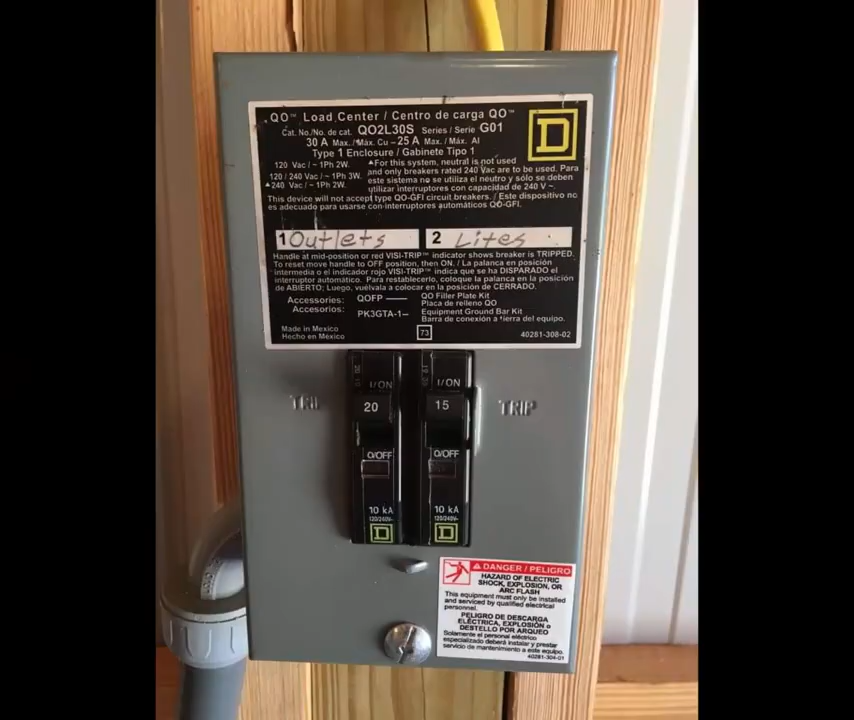 QO™ Load Center / Centro de carga QO™
Cat. No./No. de cat. QO2L30S Series / Serie G01
30 A Max./Máx. Cu – 25 A Max. / Máx. Al
Type 1 Enclosure / Gabinete Tipo 1
120 Vac / ~ 1Ph 2W.
120 / 240 Vac / ~ 1Ph 3W.
▲240 Vac / ~ 1Ph 2W.
▲For this system, neutral is not used
and only breakers rated 240 Vac are to be used. Para
este sistema no se utiliza el neutro y sólo se deben
utilizar interruptores con capacidad de 240 V ~.
This device will not accept type QO-GFI circuit breakers. / Este dispositivo no
es adecuado para usarse con interruptores automáticos QO-GFI.
1 Outlets
2 Lites
Handle at mid-position or red VISI-TRIP™ indicator shows breaker is TRIPPED.
To reset move handle to OFF position, then ON. / La palanca en posición
intermedia o el indicador rojo VISI-TRIP™ indica que se ha DISPARADO el
interruptor automático. Para restablecerlo, coloque la palanca en la posición
de ABIERTO; Luego, vuélvala a colocar en la posición de CERRADO.
Accessories:
Accesorios:
QOFP —
QO Filler Plate Kit
Placa de relleno QO
PK3GTA-1–
Equipment Ground Bar Kit
Barra de conexión a tierra del equipo.
Made in Mexico
Hecho en Mexico
73
40281-308-02
D
I/ON
I/ON
20
15
TRIP
O/OFF
O/OFF
10 kA
120/240V~
10 kA
120/240V~
D
D
DANGER / PELIGRO
HAZARD OF ELECTRIC
SHOCK, EXPLOSION, OR
ARC FLASH
This equipment must only be installed
and serviced by qualified electrical
personnel.
PELIGRO DE DESCARGA
ELÉCTRICA, EXPLOSIÓN o
DESTELLO POR ARQUEO
Solamente el personal eléctrico
especializado deberá instalar y prestar
servicio de mantenimiento a este equipo.
40281-304-01